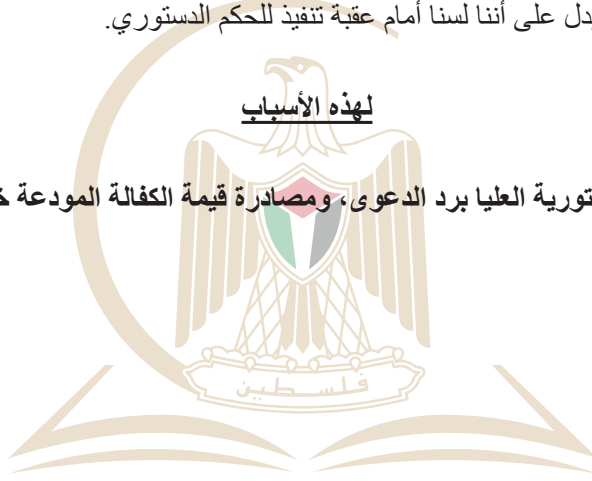 يدل على أننا لسنا أمام عقبة تنفيذ للحكم الدستوري.
لهذه الأسباب
العليا برد الدعوى، ومصادرة قيمة الكفالة المودعة
فلسطين